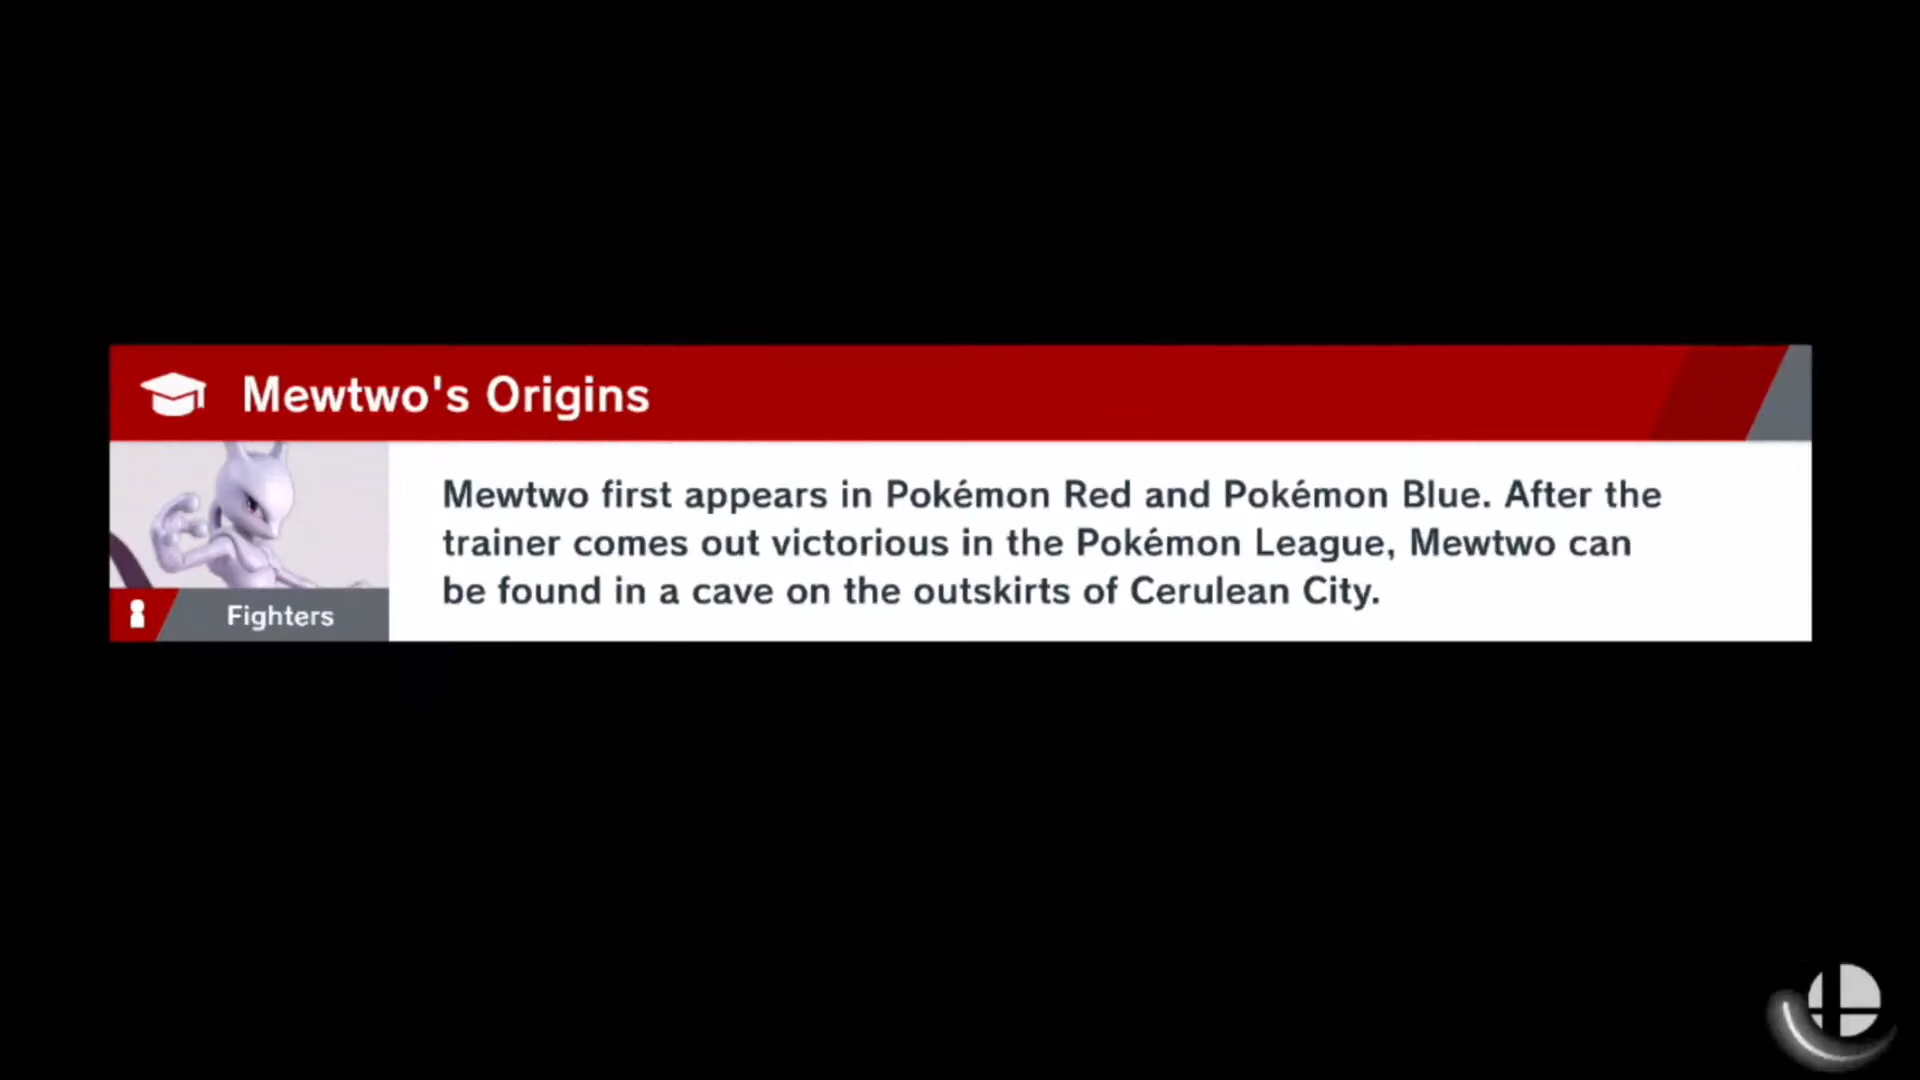 Mewtwo's Origins
Mewtwo first appears in Pokémon Red and Pokémon Blue. After the
trainer comes out victorious in the Pokémon League, Mewtwo can
be found in a cave on the outskirts of Cerulean City.
Fighters